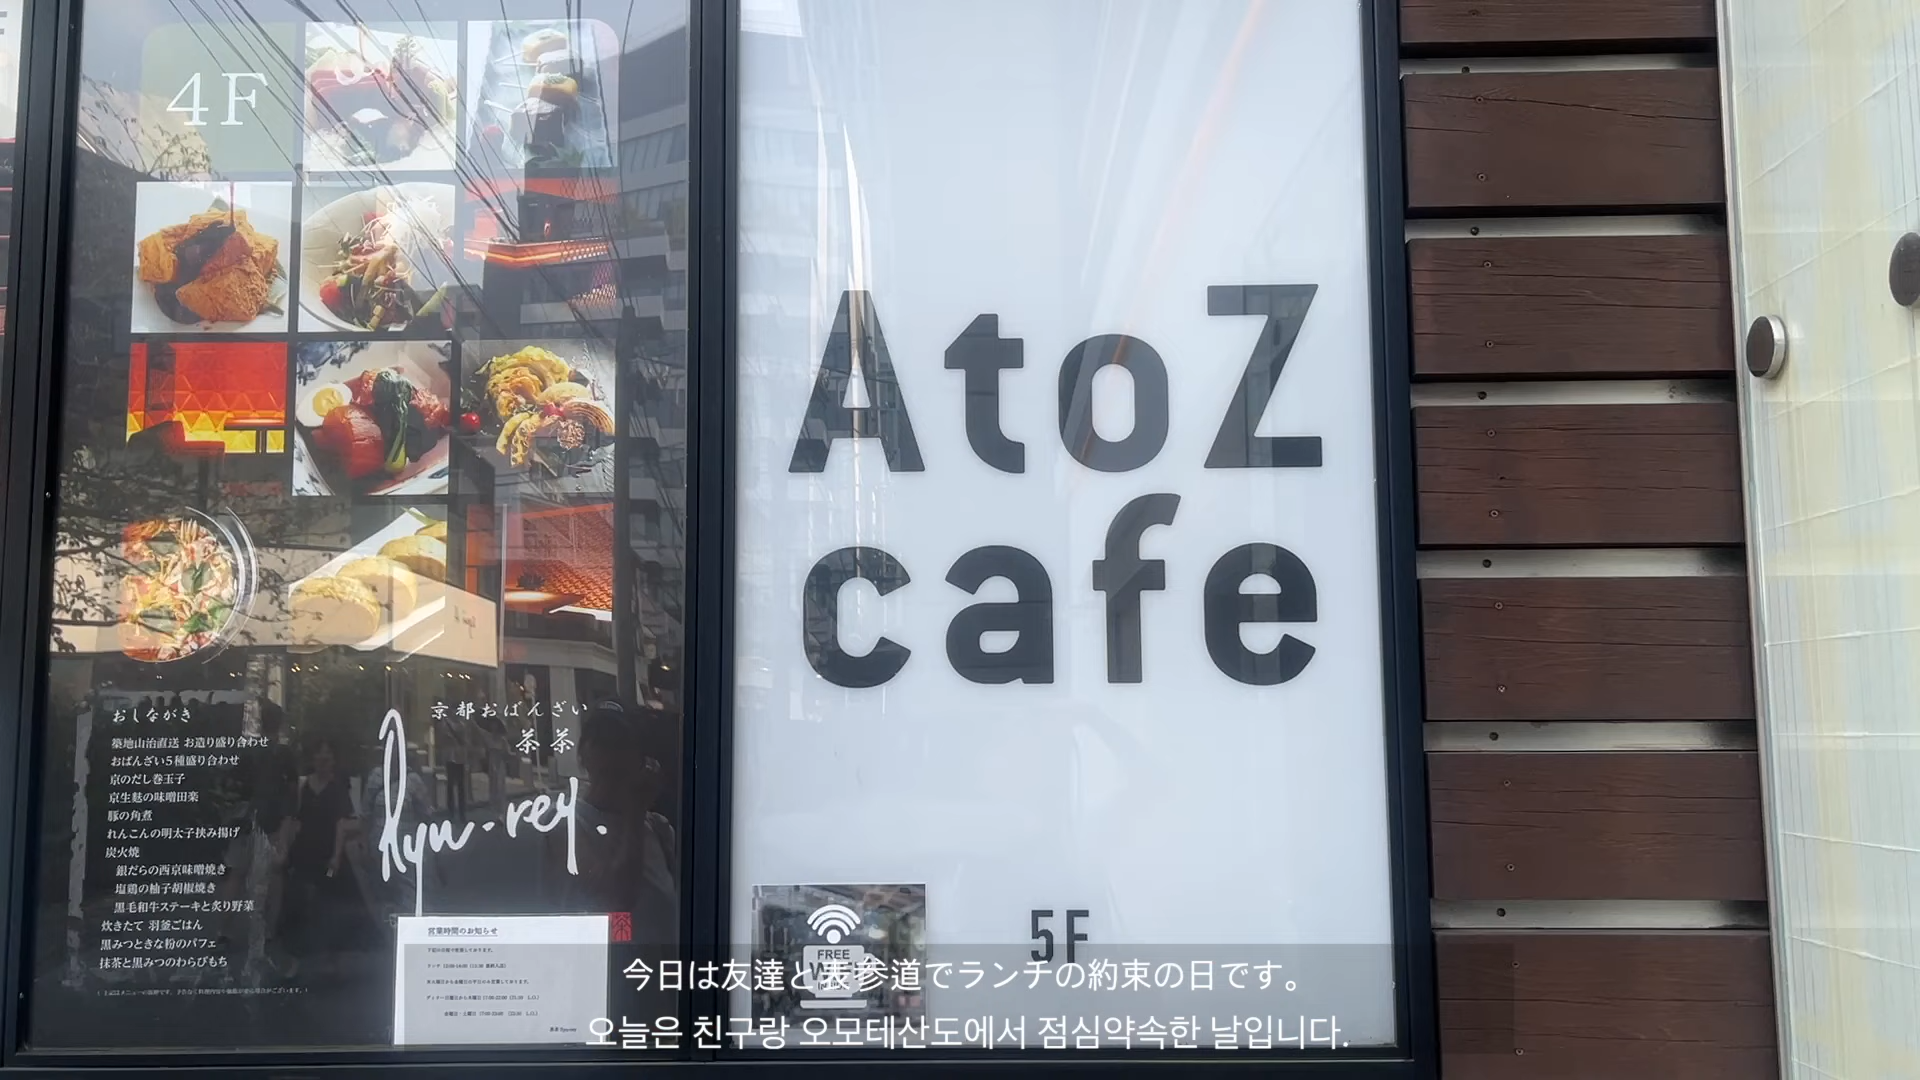 4F
おしながき
築地山治直送 お造り盛り合わせ
おばんざい5種盛り合わせ
京のだし巻玉子
京生麩の味噌田楽
豚の角煮
れんこんの明太子挟み揚げ
炭火焼
銀だらの西京味噌焼き
塩鶏の柚子胡椒焼き
黒毛和牛ステーキと炙り野菜
炊きたて 羽釜ごはん
黒みつときな粉のパフェ
抹茶と黒みつのわらびもち
京都おばんざい
茶茶
Ryu-rey.
営業時間のお知らせ
AtoZ
cafe
5F
FREE
今日は友達と表参道でランチの約束の日です。
오늘은 친구랑 오모테산도에서 점심약속한 날입니다.